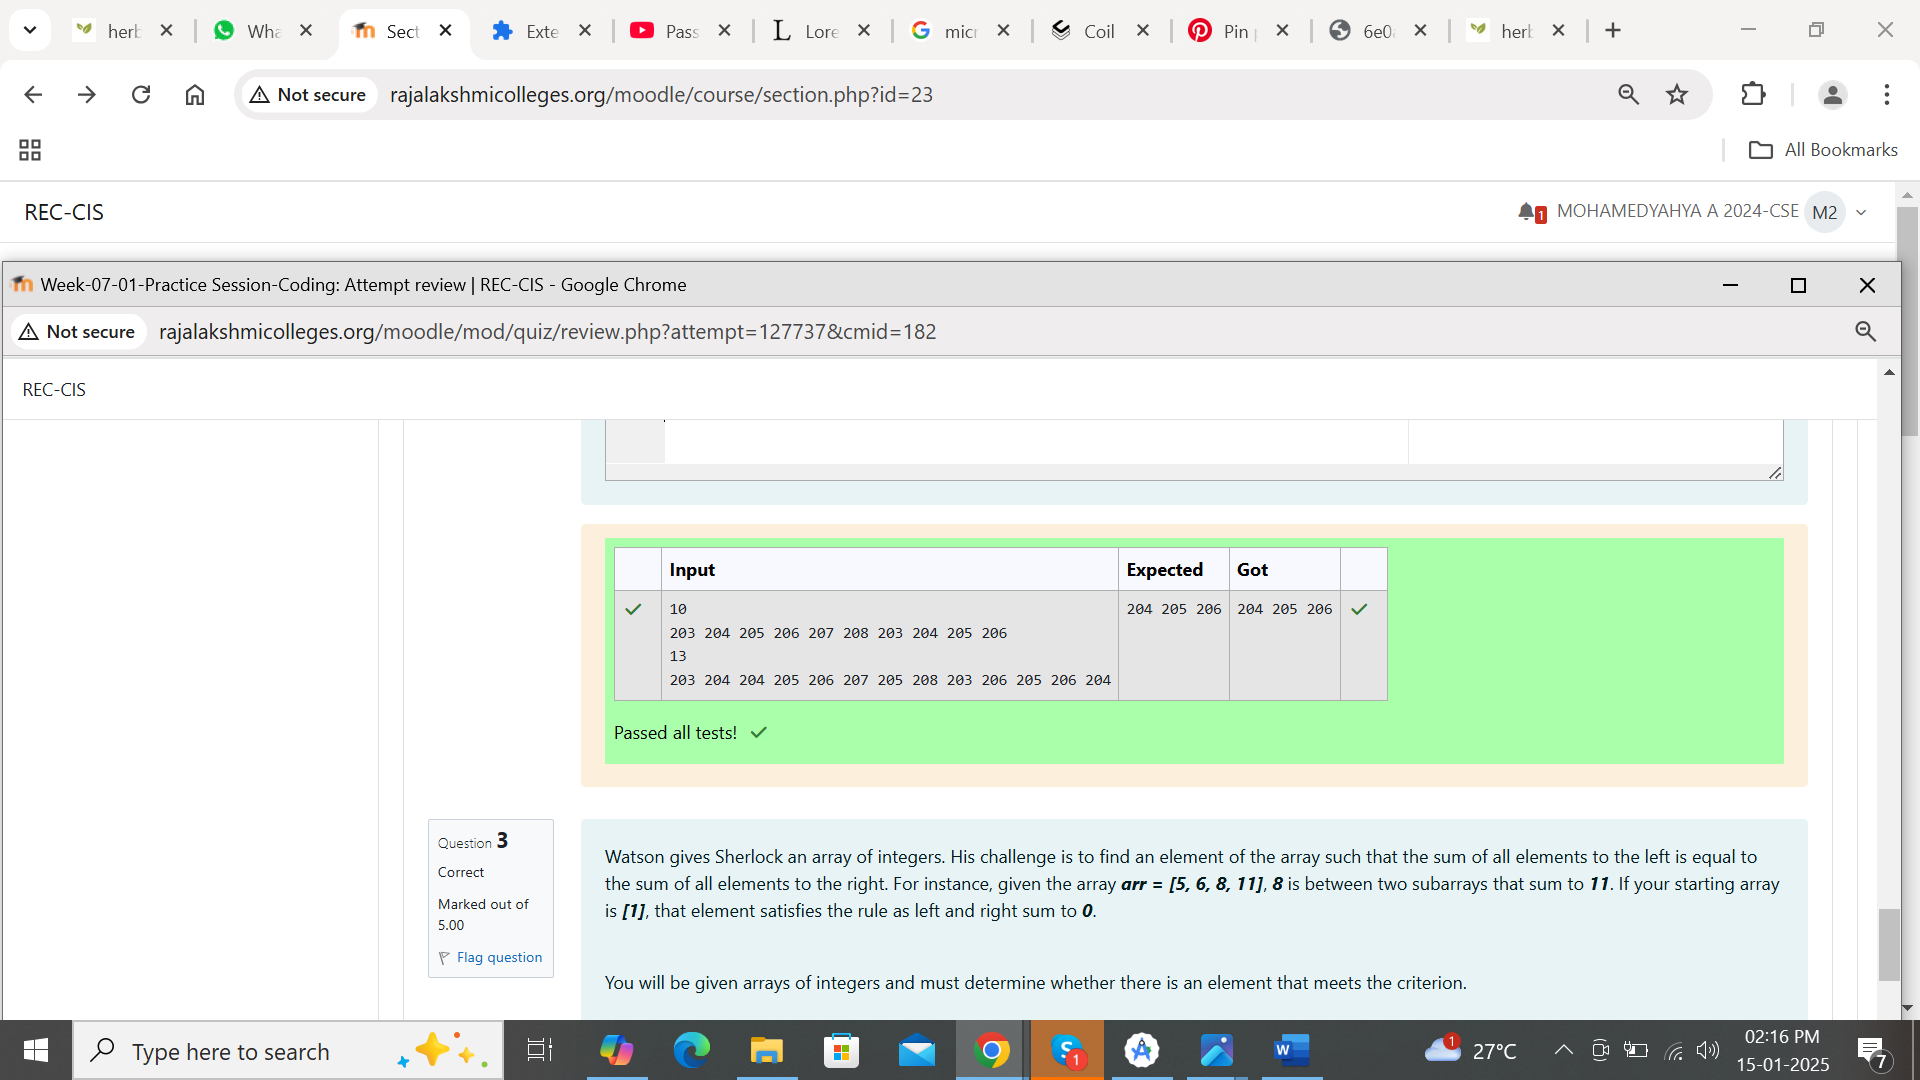 herb
Wha
Sect
Exte
Pass
Lore
micr
Coil
Pin
6e0
herb
Not secure
rajalakshmicolleges.org/moodle/course/section.php?id=23
All Bookmarks
REC-CIS
1
MOHAMEDYAHYA A 2024-CSE
M2
Week-07-01-Practice Session-Coding: Attempt review | REC-CIS - Google Chrome
Not secure
rajalakshmicolleges.org/moodle/mod/quiz/review.php?attempt=127737&cmid=182
REC-CIS
Input Expected Got
10 204 205 206 204 205 206
203 204 205 206 207 208 203 204 205 206
13
203 204 204 205 206 207 205 208 203 206 205 206 204
Passed all tests!
Question 3
Correct
Marked out of
5.00
Flag question
Watson gives Sherlock an array of integers. His challenge is to find an element of the array such that the sum of all elements to the left is equal to
the sum of all elements to the right. For instance, given the array arr = [5, 6, 8, 11], 8 is between two subarrays that sum to 11. If your starting array
is [1], that element satisfies the rule as left and right sum to 0.
You will be given arrays of integers and must determine whether there is an element that meets the criterion.
Type here to search
1
1
27°C
02:16 PM
15-01-2025
7